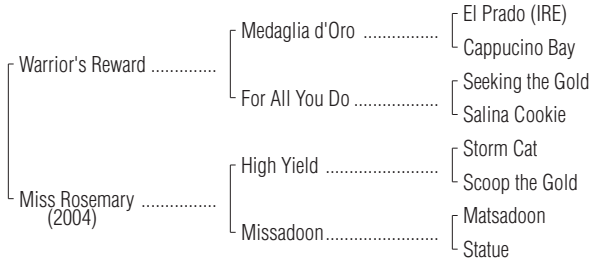 El Prado (IRE)
Medaglia d'Oro ................
Cappucino Bay
Warrior's Reward ..............
Seeking the Gold
For All You Do ..................
Salina Cookie
Storm Cat
High Yield ........................
Scoop the Gold
Miss Rosemary ................
(2004)
Matsadoon
Missadoon........................
Statue